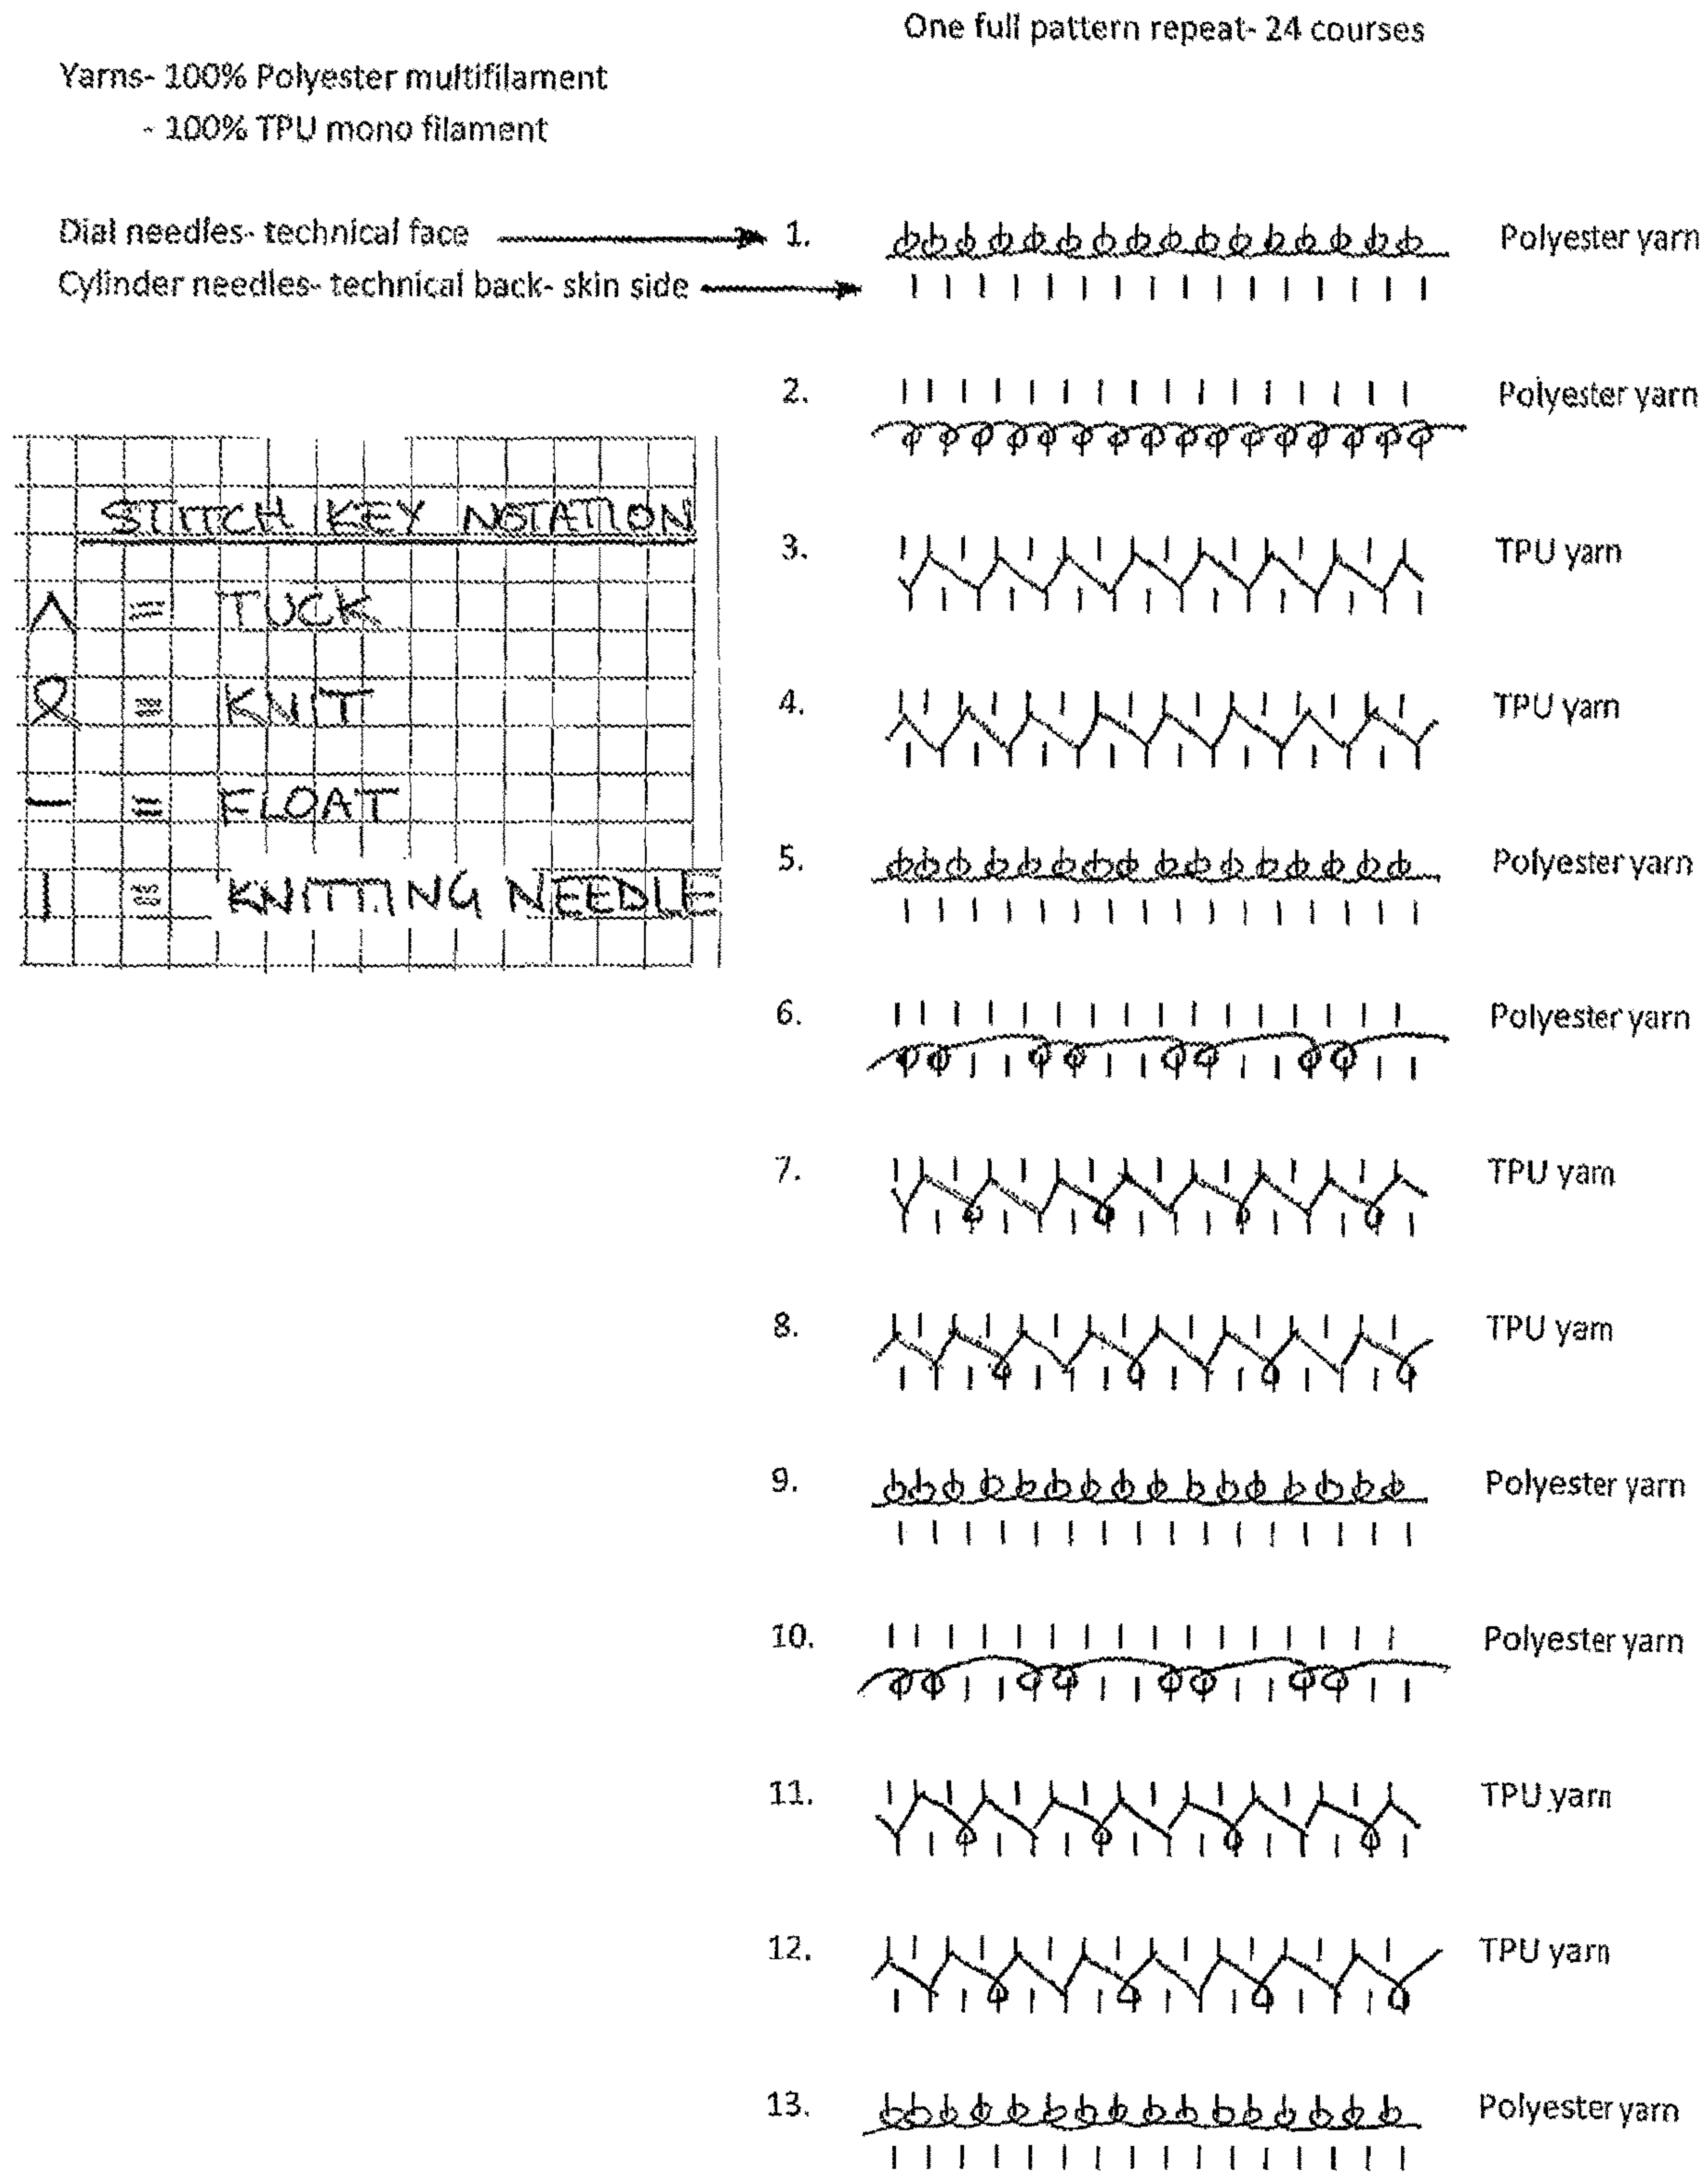 One full pattern repeat- 24 courses
Yarns- 100% Polyester multifilament
- 100% TPU mono filament
Dial needles- technical face
Cylinder needles- technical back- skin side
STITCH KEY NOTATION
= TUCK
= KNIT
= FLOAT
= KNITTING NEEDLE
1. Polyester yarn
2. Polyester yarn
3. TPU yarn
4. TPU yarn
5. Polyester yarn
6. Polyester yarn
7. TPU yarn
8. TPU yarn
9. Polyester yarn
10. Polyester yarn
11. TPU yarn
12. TPU yarn
13. Polyester yarn